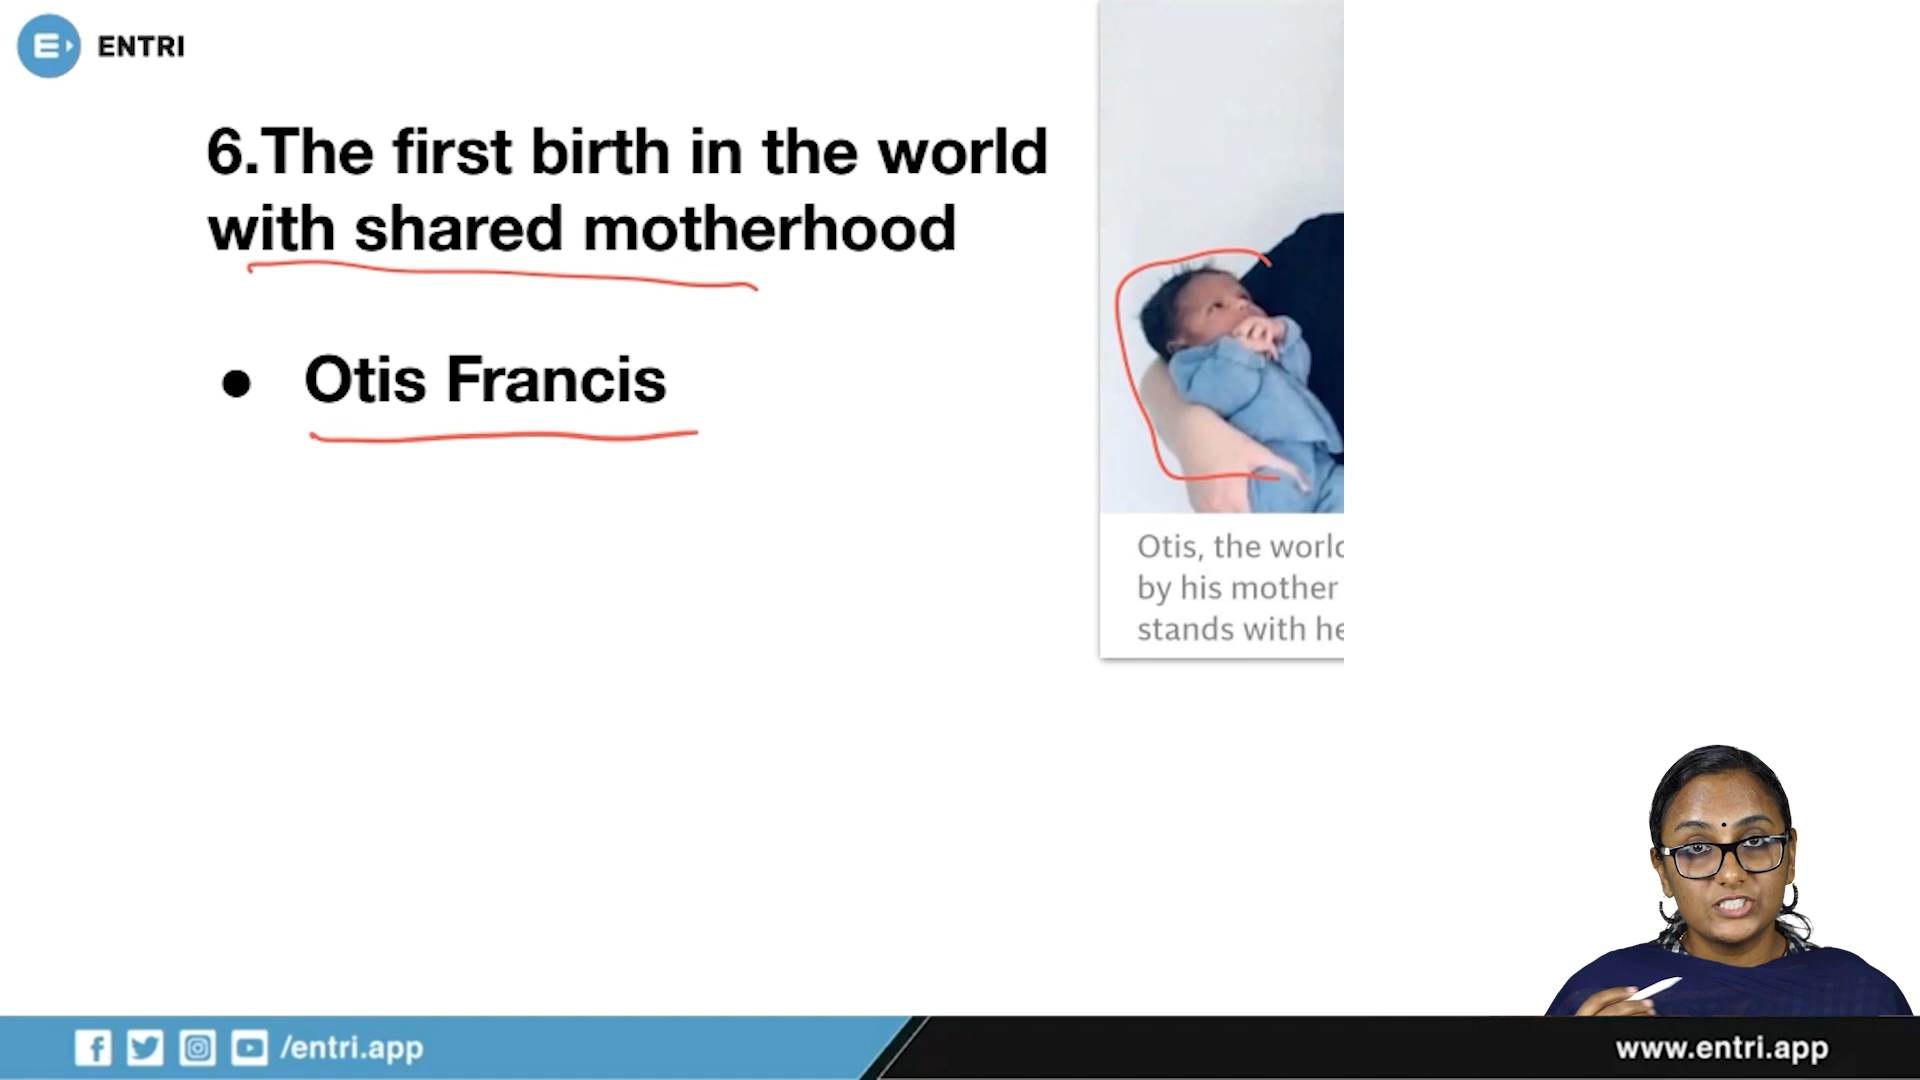 ENTRI
6.The first birth in the world
with shared motherhood
● Otis Francis
Otis, the world
by his mother
stands with he
/entri.app
www.entri.app